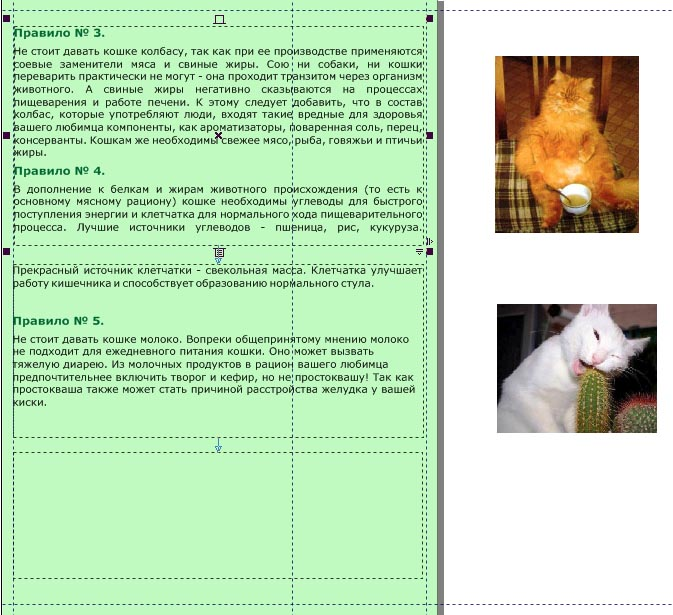 Правило № 3.
Не стоит давать кошке колбасу, так как при ее производстве применяются
соевые заменители мяса и свиные жиры. Сою ни собаки, ни кошки
переварить практически не могут - она проходит транзитом через организм
животного. А свиные жиры негативно сказываются на процессах
пищеварения и работе печени. К этому следует добавить, что в состав
колбас, которые употребляют люди, входят такие вредные для здоровья
вашего любимца компоненты, как ароматизаторы, поваренная соль, перец,
консерванты. Кошкам же необходимы свежее мясо, рыба, говяжьи и птичьи
жиры.
Правило № 4.
В дополнение к белкам и жирам животного происхождения (то есть к
основному мясному рациону) кошке необходимы углеводы для быстрого
поступления энергии и клетчатка для нормального хода пищеварительного
процесса. Лучшие источники углеводов - пшеница, рис, кукуруза.
Прекрасный источник клетчатки - свекольная масса. Клетчатка улучшает
работу кишечника и способствует образованию нормального стула.
Правило № 5.
Не стоит давать кошке молоко. Вопреки общепринятому мнению молоко
не подходит для ежедневного питания кошки. Оно может вызвать
тяжелую диарею. Из молочных продуктов в рацион вашего любимца
предпочтительнее включить творог и кефир, но не простоквашу! Так как
простокваша также может стать причиной расстройства желудка у вашей
киски.